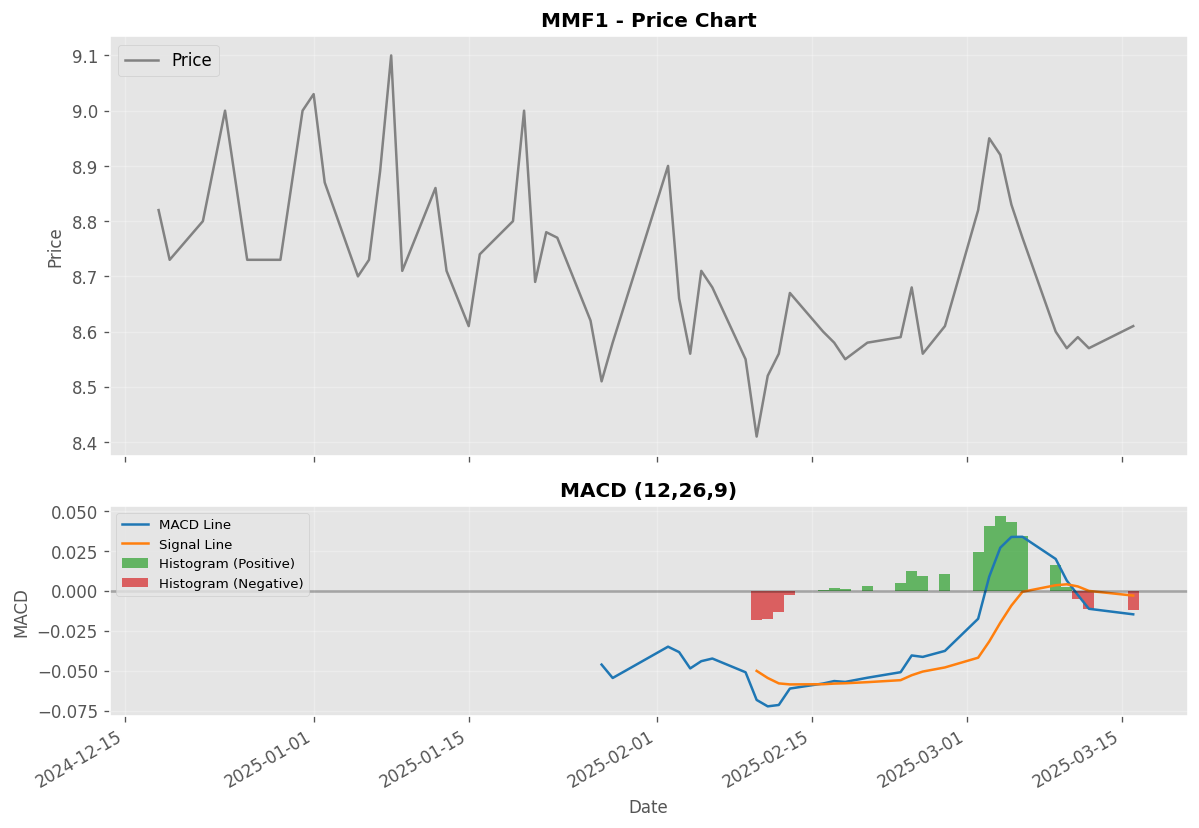 MMF1 - Price Chart
Price
9.1
9.0
8.9
8.8
8.7
8.6
8.5
8.4
Price
MACD (12,26,9)
MACD Line
Signal Line
Histogram (Positive)
Histogram (Negative)
0.050
0.025
0.000
−0.025
−0.050
−0.075
MACD
2024-12-15
2025-01-01
2025-01-15
2025-02-01
2025-02-15
2025-03-01
2025-03-15
Date